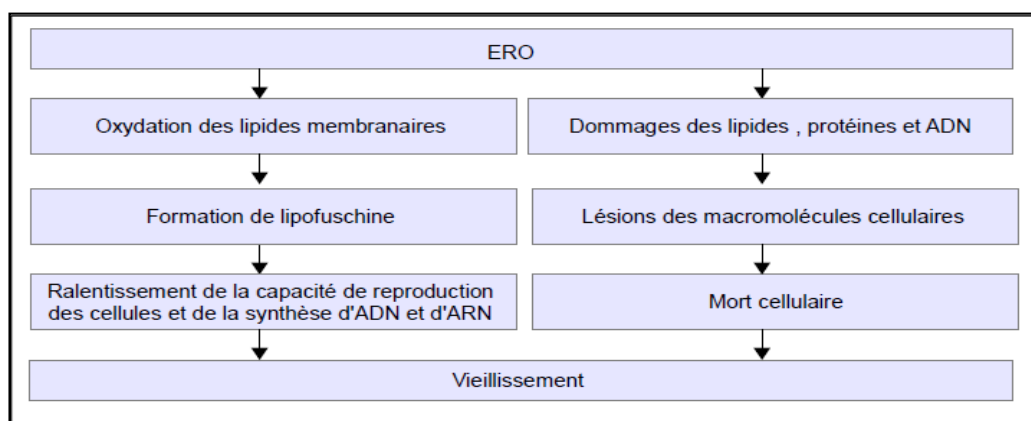 ERO
Oxydation des lipides membranaires
Dommages des lipides , protéines et ADN
Formation de lipofuschine
Lésions des macromolécules cellulaires
Ralentissement de la capacité de reproduction
des cellules et de la synthèse d'ADN et d'ARN
Mort cellulaire
Vieillissement